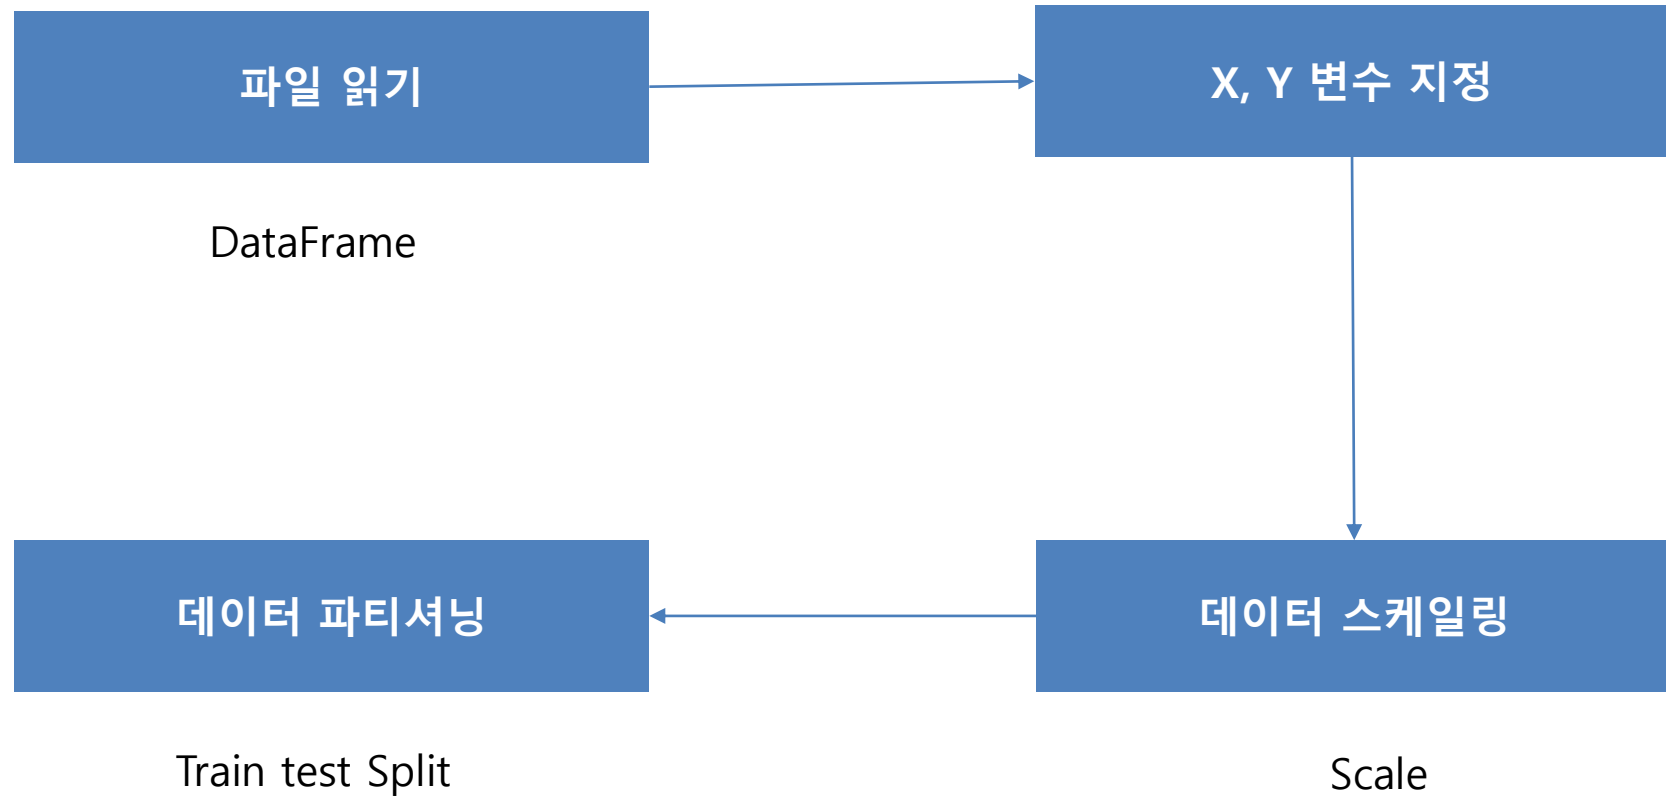 파일 읽기
X, Y 변수 지정
DataFrame
데이터 파티셔닝
데이터 스케일링
Train test Split
Scale